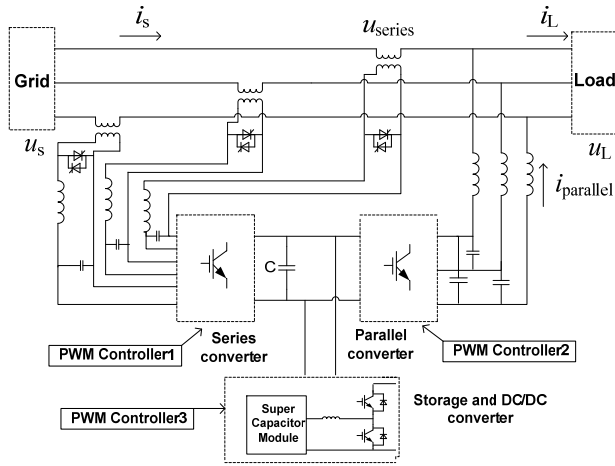 i_s
u_series
i_L
Grid
Load
u_s
u_L
i_parallel
C
Series
converter
Parallel
converter
PWM Controller1
PWM Controller2
PWM Controller3
Super
Capacitor
Module
Storage and DC/DC
converter